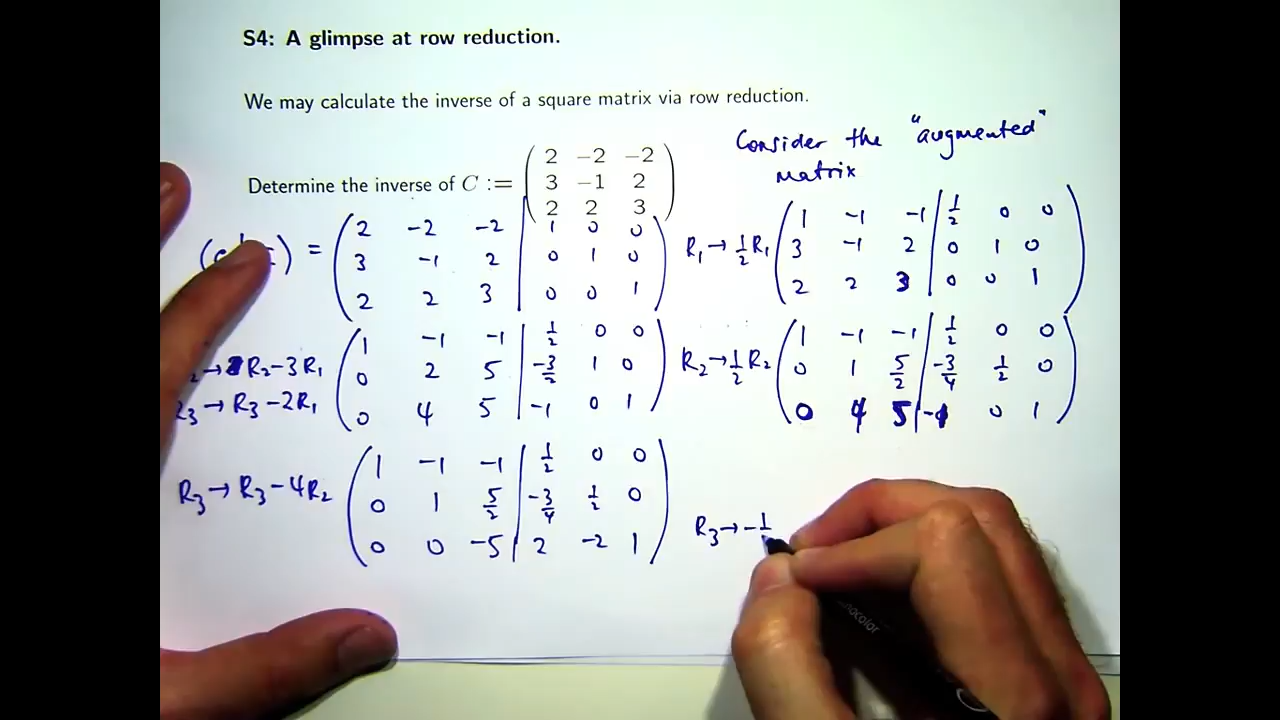 S4: A glimpse at row reduction.
We may calculate the inverse of a square matrix via row reduction.
Consider the "augmented"
matrix
Determine the inverse of C := ( 2 −2 −2
3 −1 2
2 2 3 )
= ( 2 -2 -2 | 1 0 0
3 -1 2 | 0 1 0
2 2 3 | 0 0 1 )
R₁ → ½R₁ ( 1 -1 -1 | ½ 0 0
3 -1 2 | 0 1 0
2 2 3 | 0 0 1 )
→ R₂ - 3R₁
R₃ → R₃ - 2R₁
( 1 -1 -1 | ½ 0 0
0 2 5 | -3/2 1 0
0 4 5 | -1 0 1 )
R₂ → ½R₂ ( 1 -1 -1 | ½ 0 0
0 1 5/2 | -3/4 ½ 0
0 4 5 | -1 0 1 )
R₃ → R₃ - 4R₂ ( 1 -1 -1 | ½ 0 0
0 1 5/2 | -3/4 ½ 0
0 0 -5 | 2 -2 1 )
R₃ → - 1